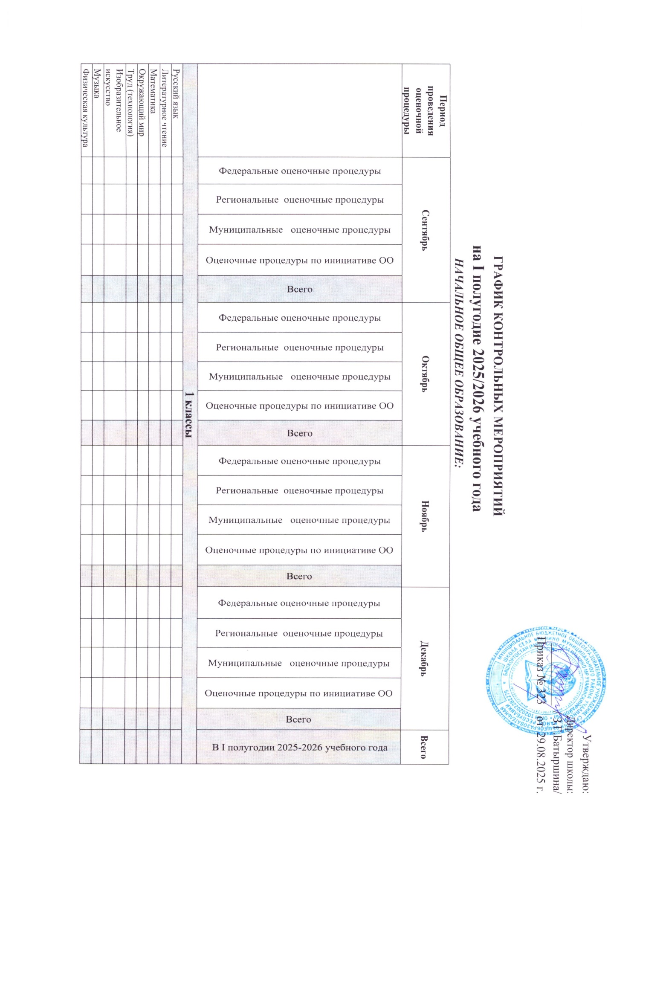 Утверждаю:
Директор школы:
/З.Г.Батыршина/
Приказ № 323 от 29.08.2025 г.
МУНИЦИПАЛЬНОЕ БЮДЖЕТНОЕ ОБЩЕОБРАЗОВАТЕЛЬНОЕ УЧРЕЖДЕНИЕ
ГРАФИК КОНТРОЛЬНЫХ МЕРОПРИЯТИЙ
на I полугодие 2025/2026 учебного года
НАЧАЛЬНОЕ ОБЩЕЕ ОБРАЗОВАНИЕ:
Период
проведения
оценочной
процедуры
Сентябрь
Октябрь
Ноябрь
Декабрь
Всего
Федеральные оценочные процедуры
Региональные оценочные процедуры
Муниципальные оценочные процедуры
Оценочные процедуры по инициативе ОО
Всего
Федеральные оценочные процедуры
Региональные оценочные процедуры
Муниципальные оценочные процедуры
Оценочные процедуры по инициативе ОО
Всего
Федеральные оценочные процедуры
Региональные оценочные процедуры
Муниципальные оценочные процедуры
Оценочные процедуры по инициативе ОО
Всего
Федеральные оценочные процедуры
Региональные оценочные процедуры
Муниципальные оценочные процедуры
Оценочные процедуры по инициативе ОО
Всего
В I полугодии 2025-2026 учебного года
1 классы
Русский язык
Литературное чтение
Математика
Окружающий мир
Труд (технология)
Изобразительное
искусство
Музыка
Физическая культура